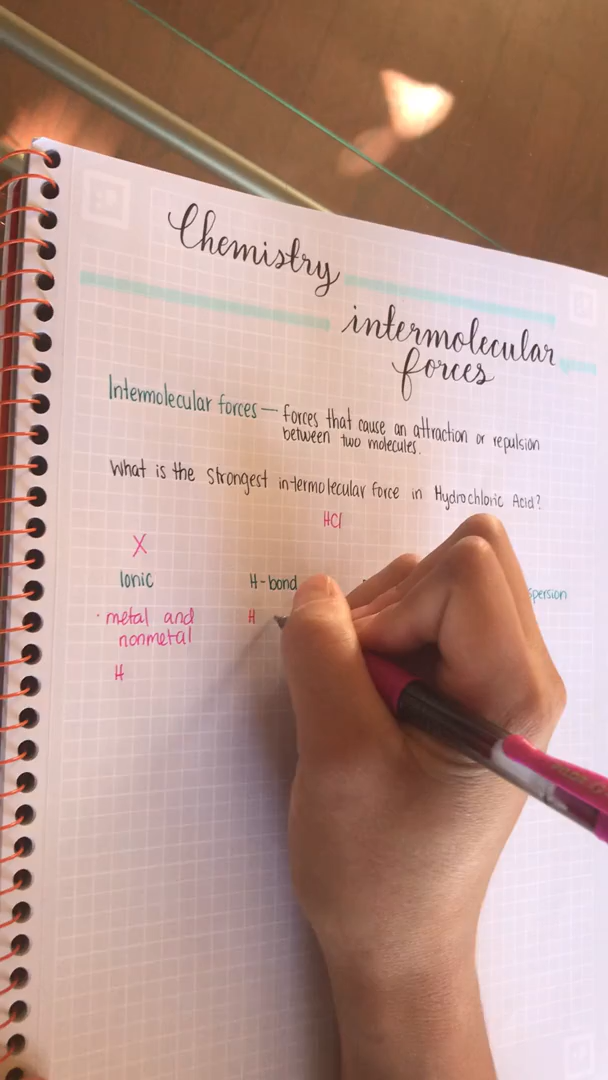 Chemistry
intermolecular
forces
Intermolecular forces — forces that cause an attraction or repulsion
between two molecules.
What is the strongest intermolecular force in Hydrochloric Acid?
HCl
X
Ionic H-bond
· metal and
nonmetal
H
H